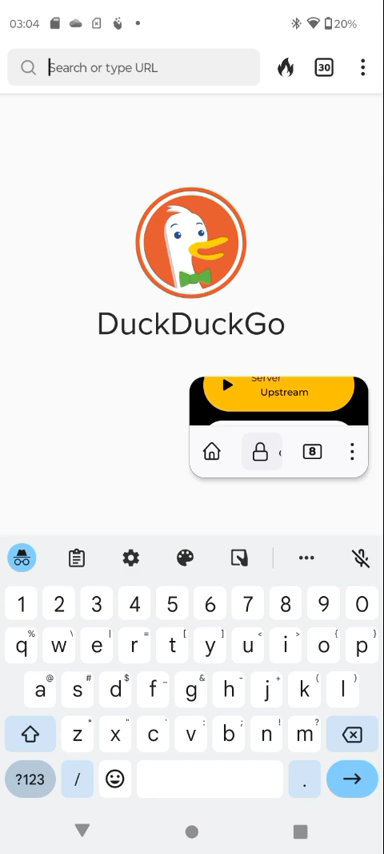 03:04
20%
Search or type URL
30
DuckDuckGo
Server
Upstream
8
1 2 3 4 5 6 7 8 9 0
q% w\ e| r= t[ y] u< i> o{ p}
a@ s# d$ f_ g& h- j+ k( l)
z* x" c' v: b; n! m?
?123 / .